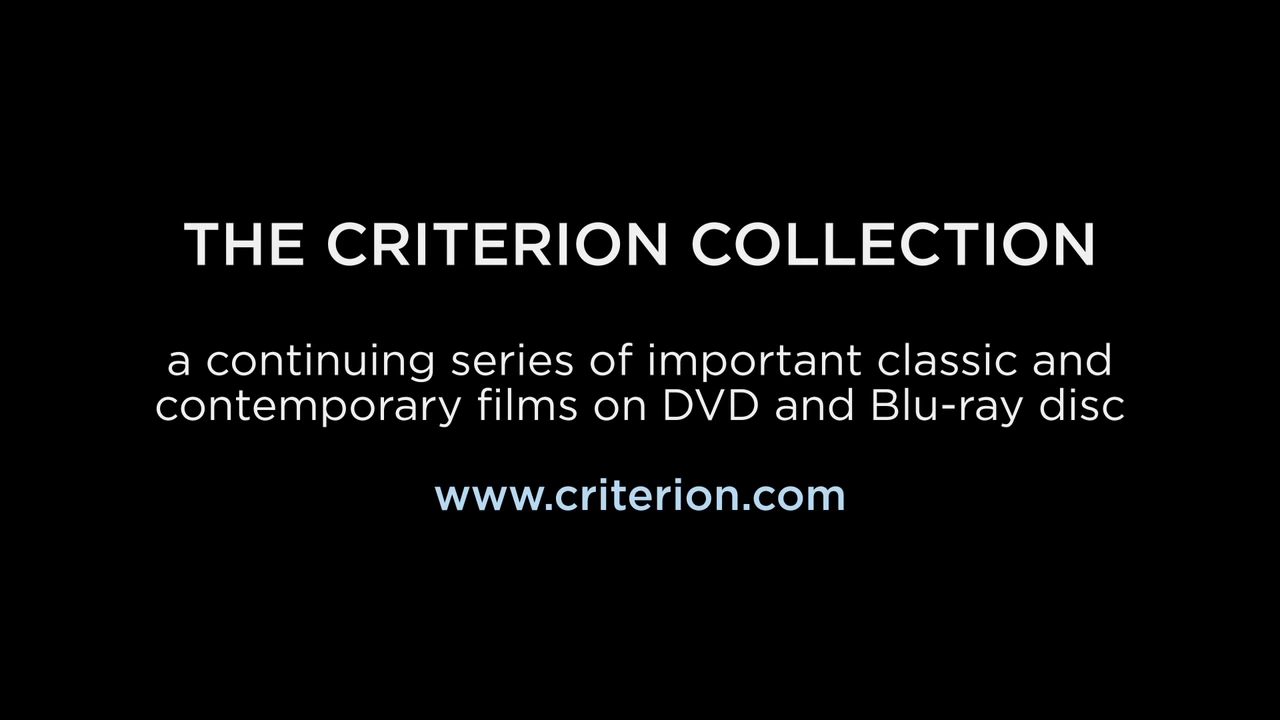 THE CRITERION COLLECTION
a continuing series of important classic and
contemporary films on DVD and Blu-ray disc
www.criterion.com